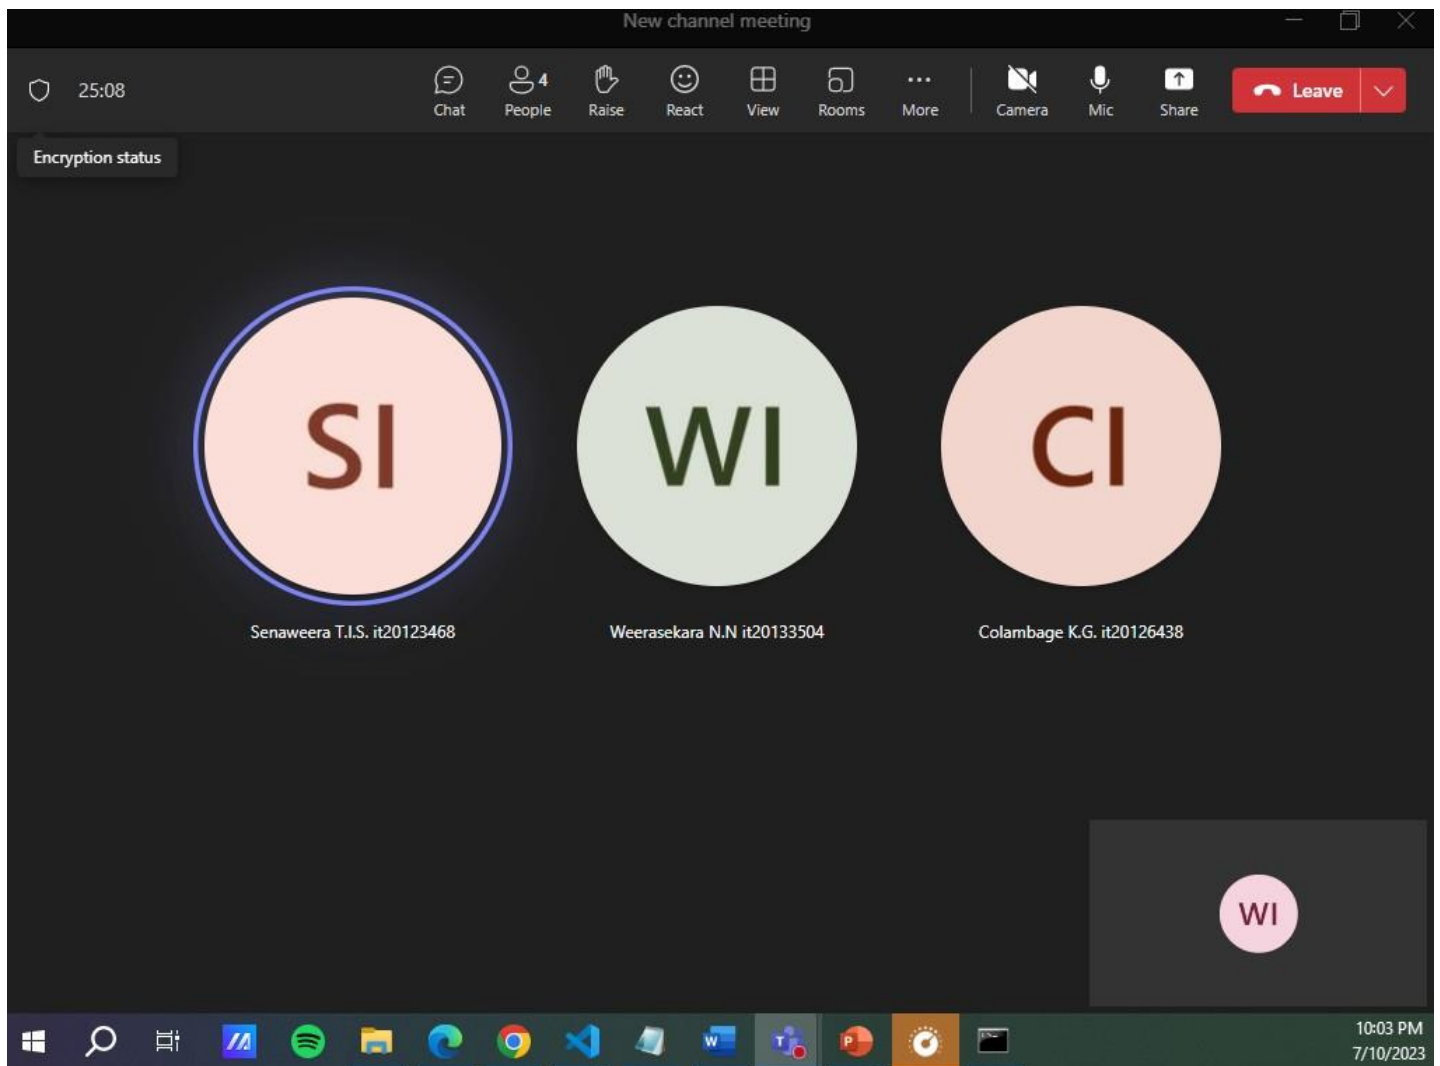 New channel meeting
25:08
4
Chat People Raise React View Rooms More Camera Mic Share Leave
Encryption status
SI WI CI
Senaweera T.I.S. it20123468 Weerasekara N.N it20133504 Colambage K.G. it20126438
WI
W T P
10:03 PM
7/10/2023